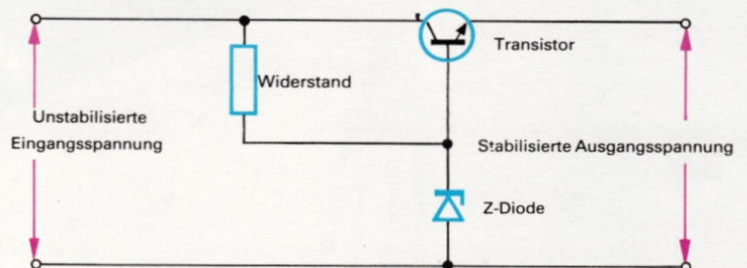 Transistor
Widerstand
Unstabilisierte
Eingangsspannung
Stabilisierte Ausgangsspannung
Z-Diode